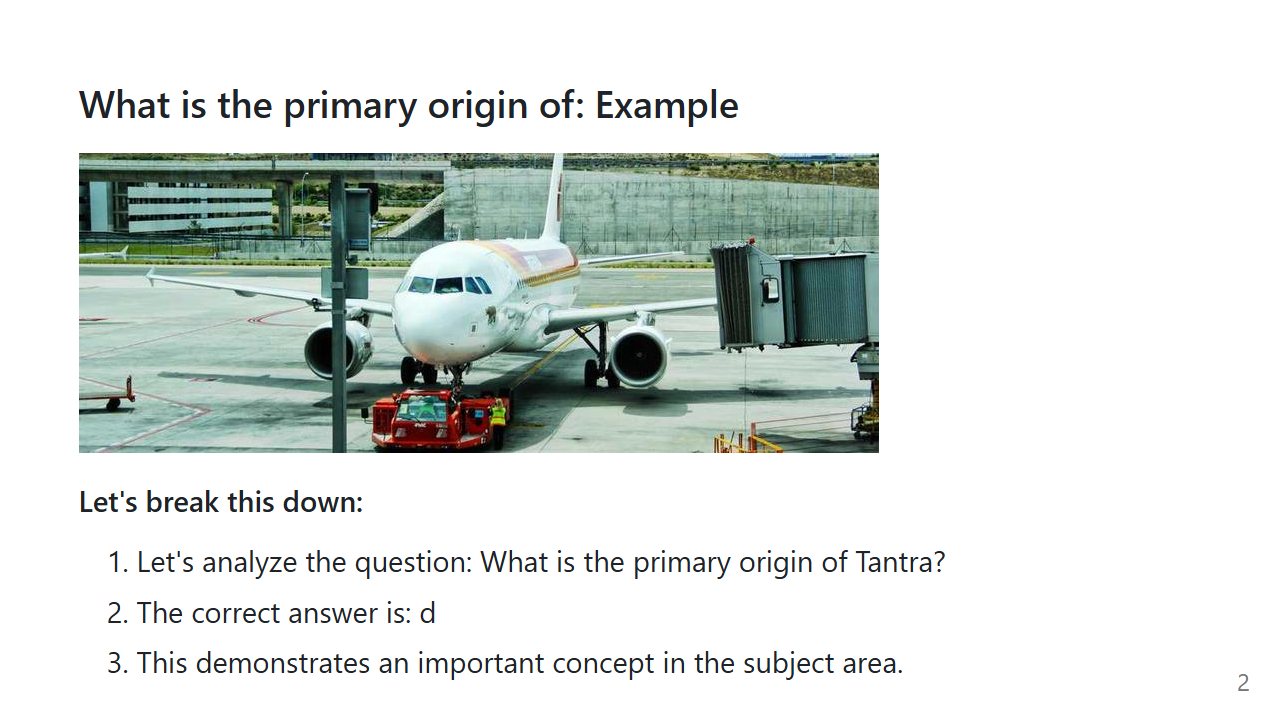 What is the primary origin of: Example
Let's break this down:
1. Let's analyze the question: What is the primary origin of Tantra?
2. The correct answer is: d
3. This demonstrates an important concept in the subject area.
2